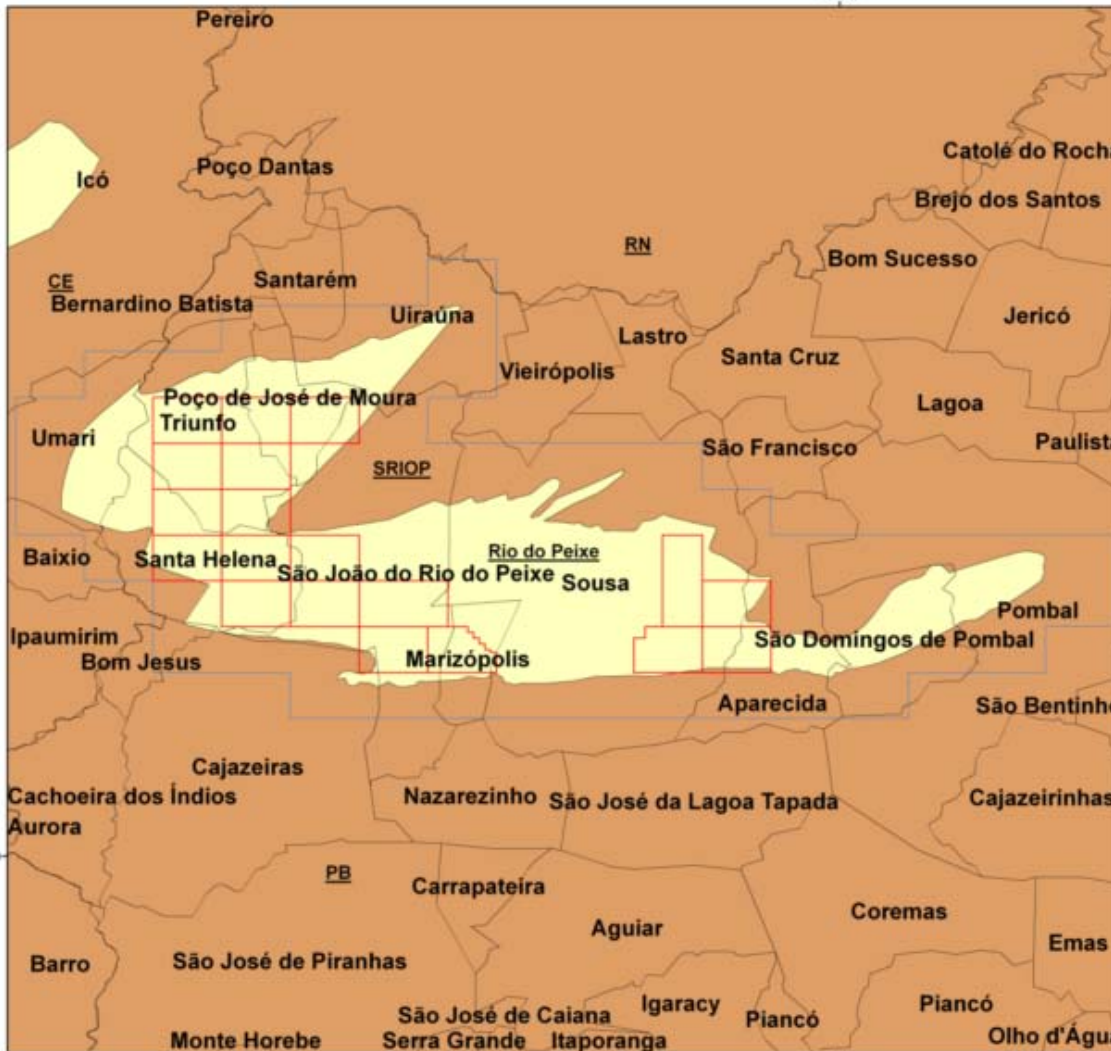 Pereiro
Catolé do Rocha
Poço Dantas
Icó
Brejo dos Santos
RN
Bom Sucesso
CE
Santarém
Bernardino Batista
Uiraúna
Jericó
Lastro
Santa Cruz
Vieirópolis
Poço de José de Moura
Lagoa
Triunfo
Umari
São Francisco
Paulista
SRIOP
Rio do Peixe
Baixio
Santa Helena
São João do Rio do Peixe
Sousa
Pombal
Ipaumirim
São Domingos de Pombal
Bom Jesus
Marizópolis
Aparecida
São Bentinho
Cajazeiras
Cachoeira dos Índios
Nazarezinho
São José da Lagoa Tapada
Cajazeirinhas
Aurora
PB
Carrapateira
Coremas
Aguiar
Emas
Barro
São José de Piranhas
Igaracy
Piancó
São José de Caiana
Piancó
Monte Horebe
Serra Grande
Itaporanga
Olho d'Águ